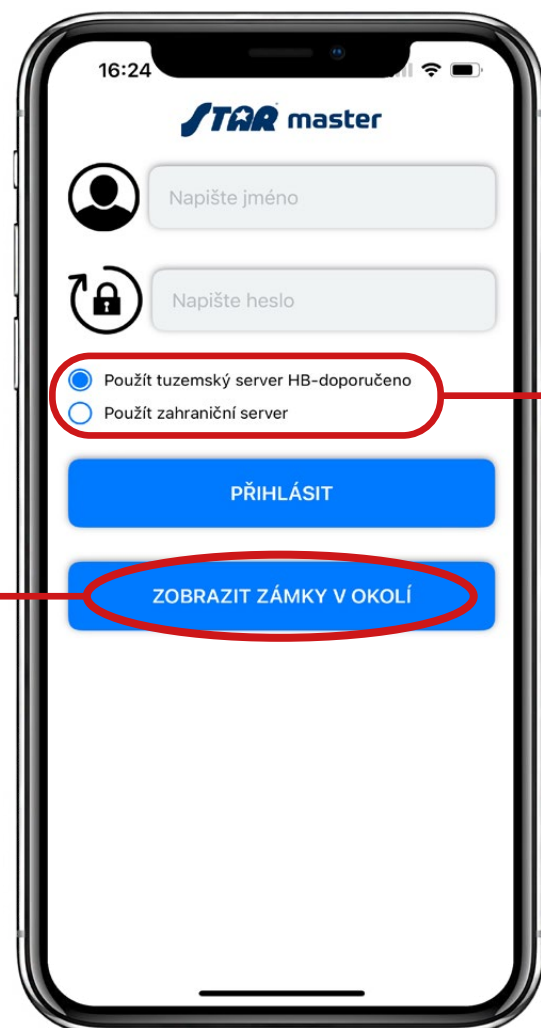 16:24
STAR master
Napište jméno
Napište heslo
Použít tuzemský server HB-doporučeno
Použít zahraniční server
PŘIHLÁSIT
ZOBRAZIT ZÁMKY V OKOLÍ